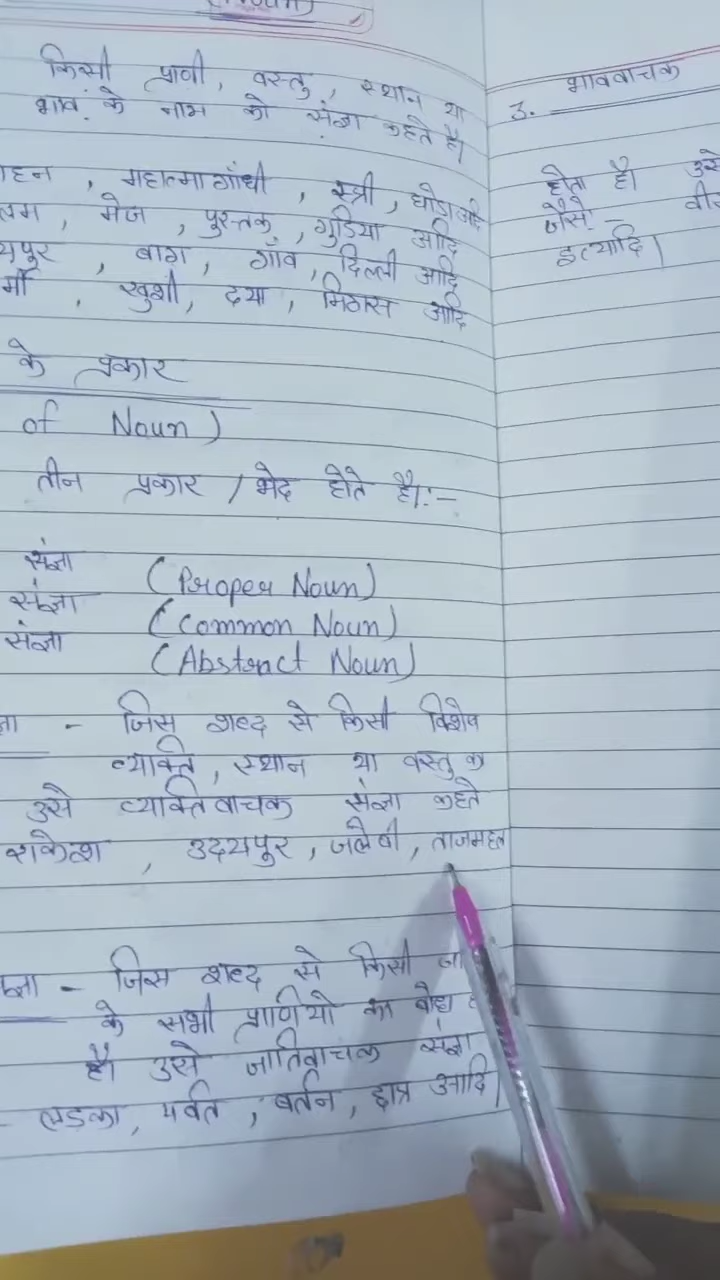 किसी प्राणी, वस्तु, स्थान या
भाव के नाम को संज्ञा कहते है।
महात्मा गाँधी, स्त्री, घोडा आदि
मेज, पुस्तक, गुडिया आदि
बाग, गाँव, दिल्ली आदि
खुशी, दया, मिठास आदि
के प्रकार
of Noun)
तीन प्रकार / भेद होते है।:-
संज्ञा (Proper Noun)
संज्ञा (Common Noun)
संज्ञा (Abstract Noun)
- जिस शब्द से किसी विशेष
व्यक्ति, स्थान या वस्तु का
उसे व्यक्तिवाचक संज्ञा कहते
राकेश, उदयपुर, जलेबी, ताजमहल
- जिस शब्द से किसी
के सभी प्राणियो का बोध
है उसे जातिवाचक संज्ञा
- लड़का, पर्वत, बर्तन, छात्र आदि।
3. भाववाचक
होता है। उसे
जैसे:-
इत्यादि।